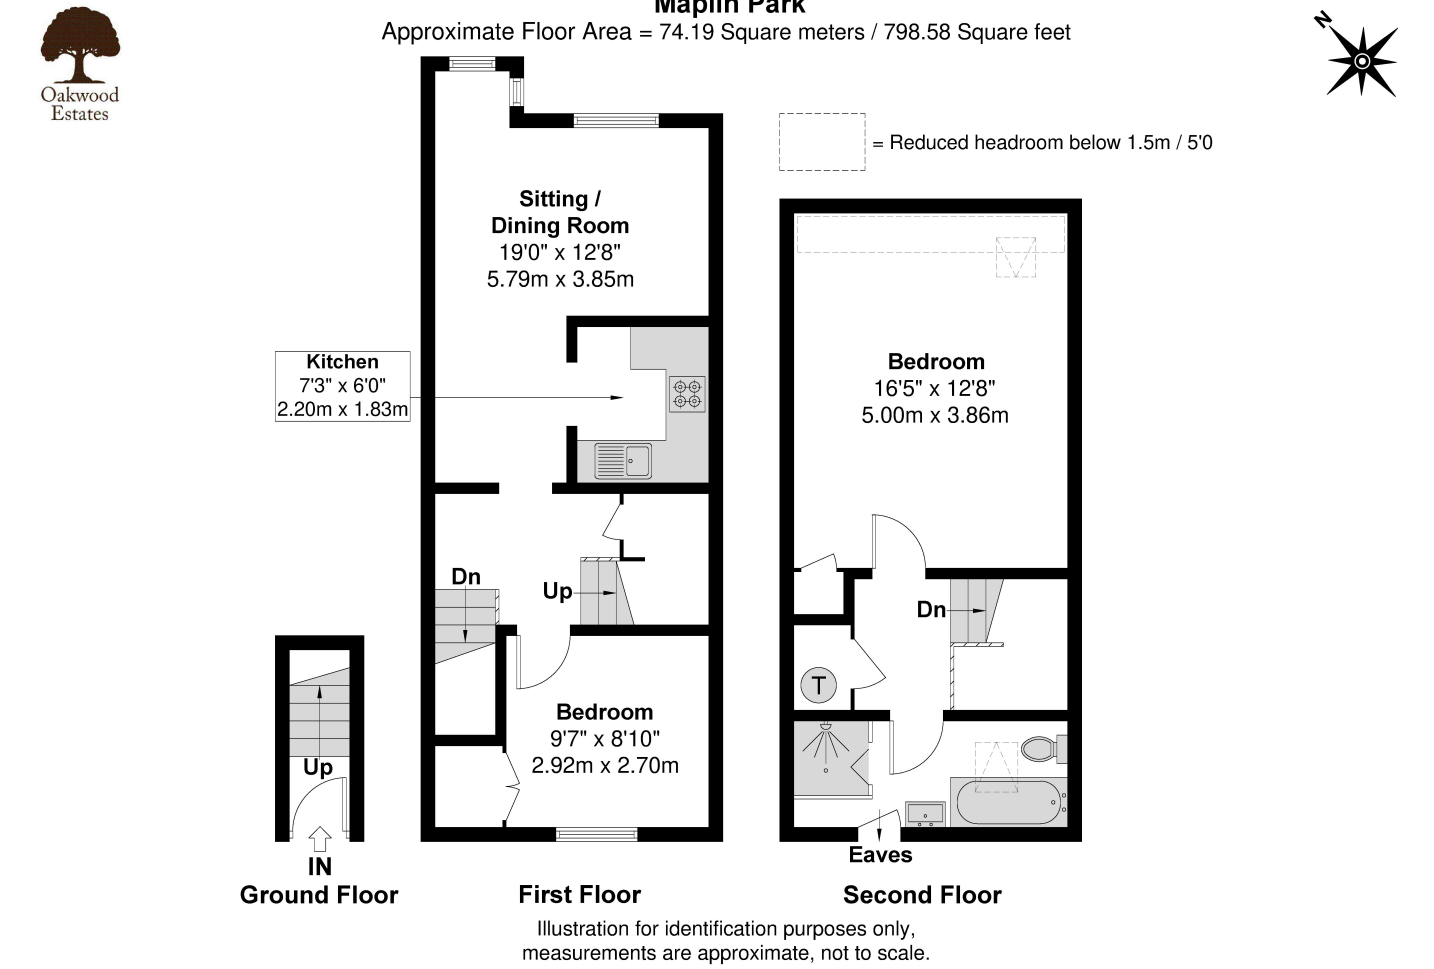 Maplin Park
Approximate Floor Area = 74.19 Square meters / 798.58 Square feet
Oakwood
Estates
N
= Reduced headroom below 1.5m / 5'0
Sitting /
Dining Room
19'0" x 12'8"
5.79m x 3.85m
Kitchen
7'3" x 6'0"
2.20m x 1.83m
Bedroom
16'5" x 12'8"
5.00m x 3.86m
Dn
Up
Dn
T
Bedroom
9'7" x 8'10"
2.92m x 2.70m
Up
IN
Eaves
Ground Floor
First Floor
Second Floor
Illustration for identification purposes only,
measurements are approximate, not to scale.